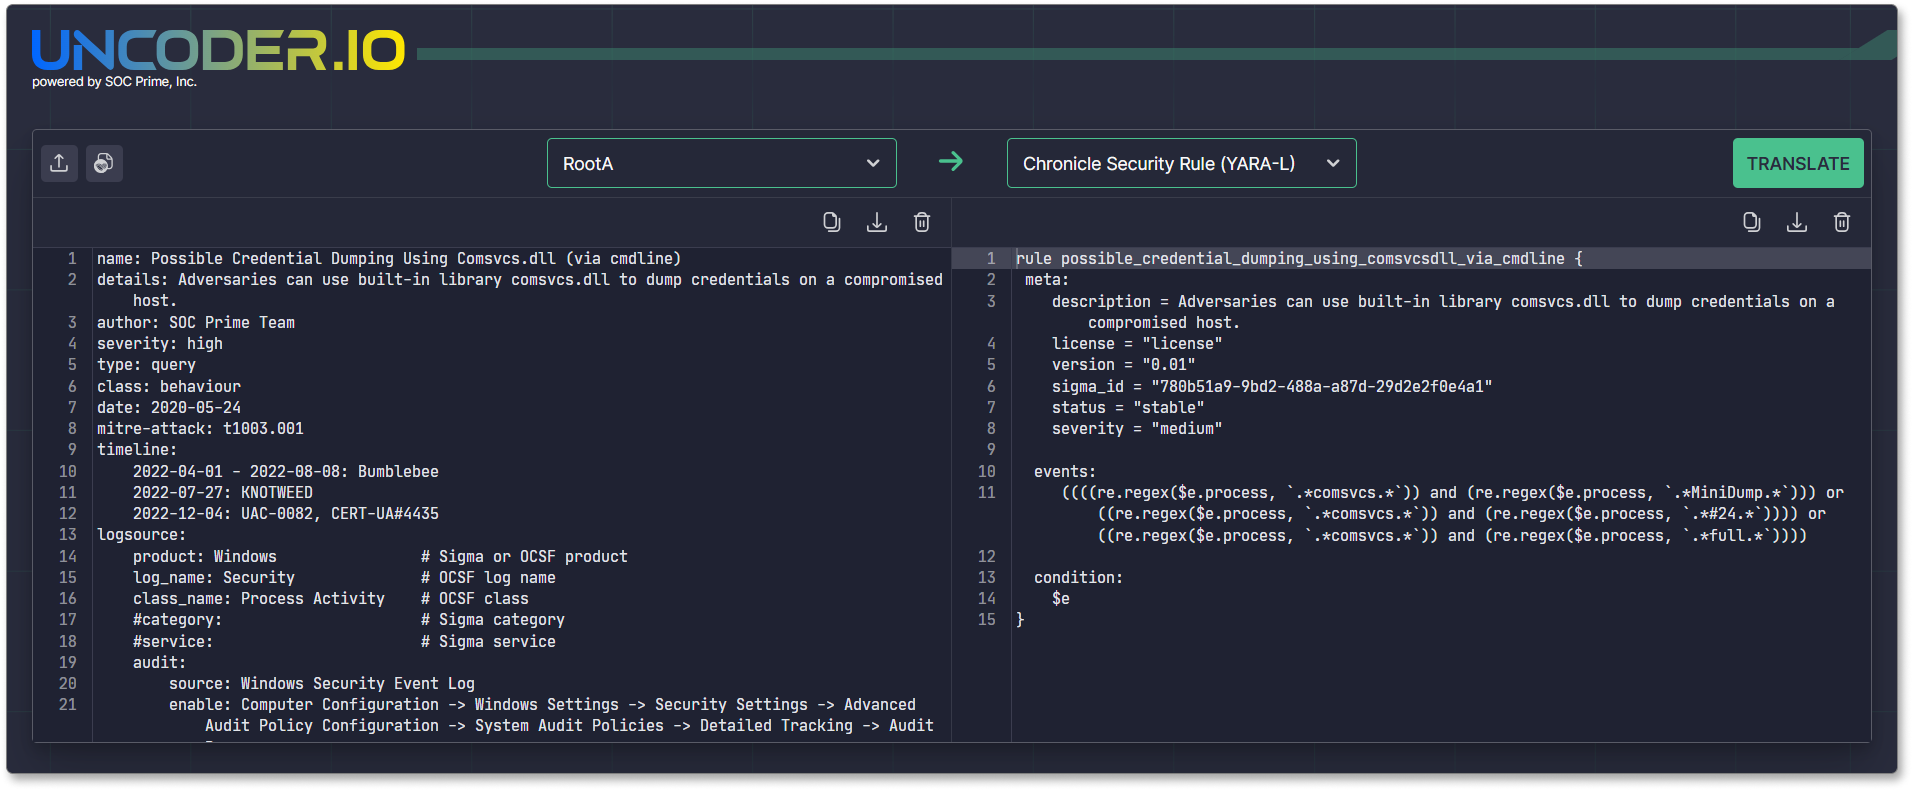 UNCODER.IO
powered by SOC Prime, Inc.
RootA
Chronicle Security Rule (YARA-L)
TRANSLATE
1 name: Possible Credential Dumping Using Comsvcs.dll (via cmdline)
2 details: Adversaries can use built-in library comsvcs.dll to dump credentials on a compromised
host.
3 author: SOC Prime Team
4 severity: high
5 type: query
6 class: behaviour
7 date: 2020-05-24
8 mitre-attack: t1003.001
9 timeline:
10 2022-04-01 - 2022-08-08: Bumblebee
11 2022-07-27: KNOTWEED
12 2022-12-04: UAC-0082, CERT-UA#4435
13 logsource:
14 product: Windows # Sigma or OCSF product
15 log_name: Security # OCSF log name
16 class_name: Process Activity # OCSF class
17 #category: # Sigma category
18 #service: # Sigma service
19 audit:
20 source: Windows Security Event Log
21 enable: Computer Configuration -> Windows Settings -> Security Settings -> Advanced
Audit Policy Configuration -> System Audit Policies -> Detailed Tracking -> Audit
1 rule possible_credential_dumping_using_comsvcsdll_via_cmdline {
2 meta:
3 description = Adversaries can use built-in library comsvcs.dll to dump credentials on a
compromised host.
4 license = "license"
5 version = "0.01"
6 sigma_id = "780b51a9-9bd2-488a-a87d-29d2e2f0e4a1"
7 status = "stable"
8 severity = "medium"
9
10 events:
11 ((((re.regex($e.process, `.*comsvcs.*`)) and (re.regex($e.process, `.*MiniDump.*`))) or
((re.regex($e.process, `.*comsvcs.*`)) and (re.regex($e.process, `.*#24.*`)))) or
((re.regex($e.process, `.*comsvcs.*`)) and (re.regex($e.process, `.*full.*`))))
12
13 condition:
14 $e
15 }